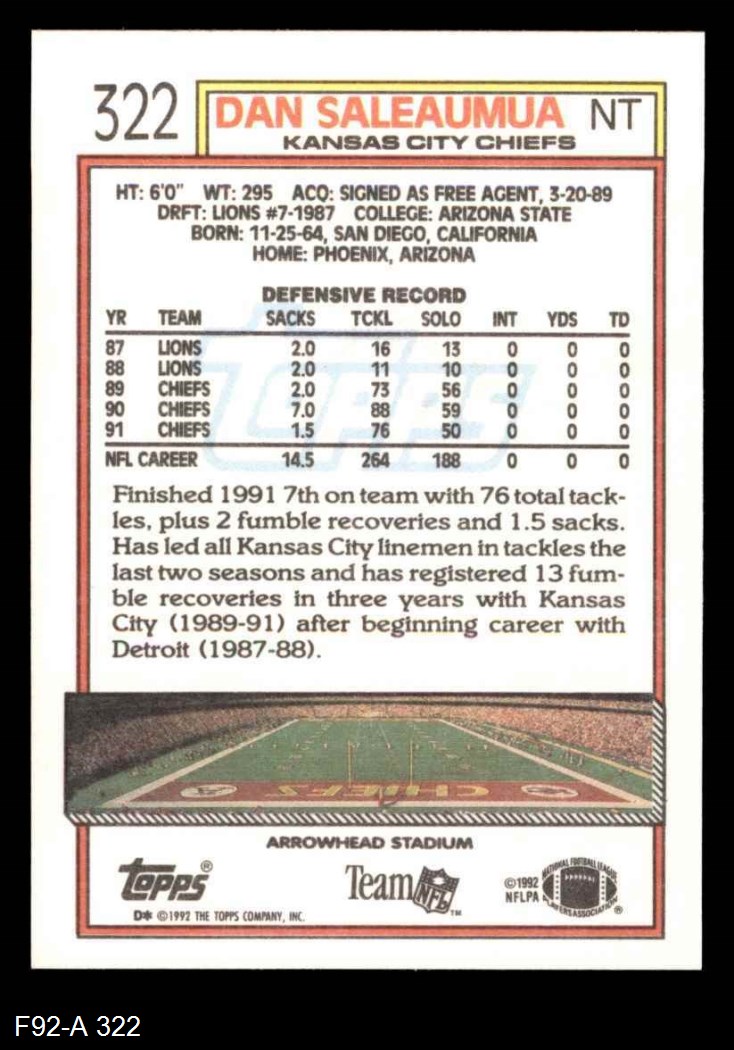 322 DAN SALEAUMUA NT
KANSAS CITY CHIEFS
HT: 6'0" WT: 295 ACQ: SIGNED AS FREE AGENT, 3-20-89
DRFT: LIONS #7-1987 COLLEGE: ARIZONA STATE
BORN: 11-25-64, SAN DIEGO, CALIFORNIA
HOME: PHOENIX, ARIZONA
DEFENSIVE RECORD
YR TEAM SACKS TCKL SOLO INT YDS TD
87 LIONS 2.0 16 13 0 0 0
88 LIONS 2.0 11 10 0 0 0
89 CHIEFS 2.0 73 56 0 0 0
90 CHIEFS 7.0 88 59 0 0 0
91 CHIEFS 1.5 76 50 0 0 0
NFL CAREER 14.5 264 188 0 0 0
Topps
Finished 1991 7th on team with 76 total tack-
les, plus 2 fumble recoveries and 1.5 sacks.
Has led all Kansas City linemen in tackles the
last two seasons and has registered 13 fum-
ble recoveries in three years with Kansas
City (1989-91) after beginning career with
Detroit (1987-88).
CHIEFS
ARROWHEAD STADIUM
Topps®
Team NFL™
©1992
NFLPA
NATIONAL FOOTBALL LEAGUE
PLAYERS ASSOCIATION ®
D* ©1992 THE TOPPS COMPANY, INC.
F92-A 322